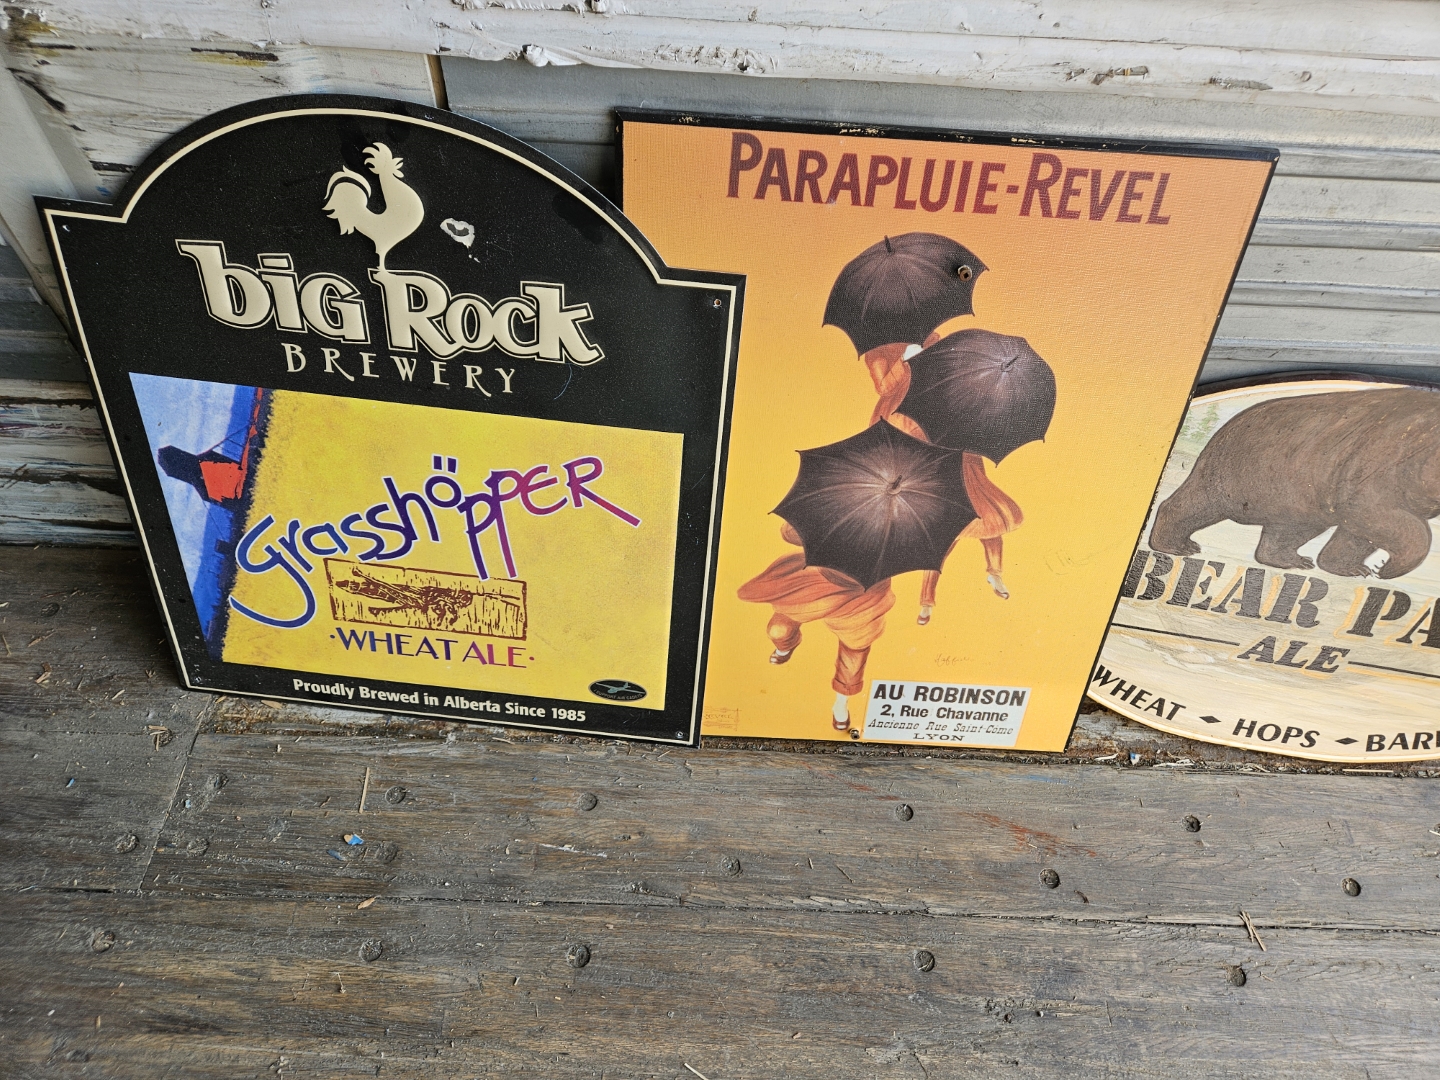 big Rock
BREWERY
Grasshöpper
·WHEAT ALE·
Proudly Brewed in Alberta Since 1985
PARAPLUIE-REVEL
AU ROBINSON
2, Rue Chavanne
Ancienne Rue Saint-Come
LYON
BEAR PA
ALE
WHEAT ◆ HOPS ◆ BAR